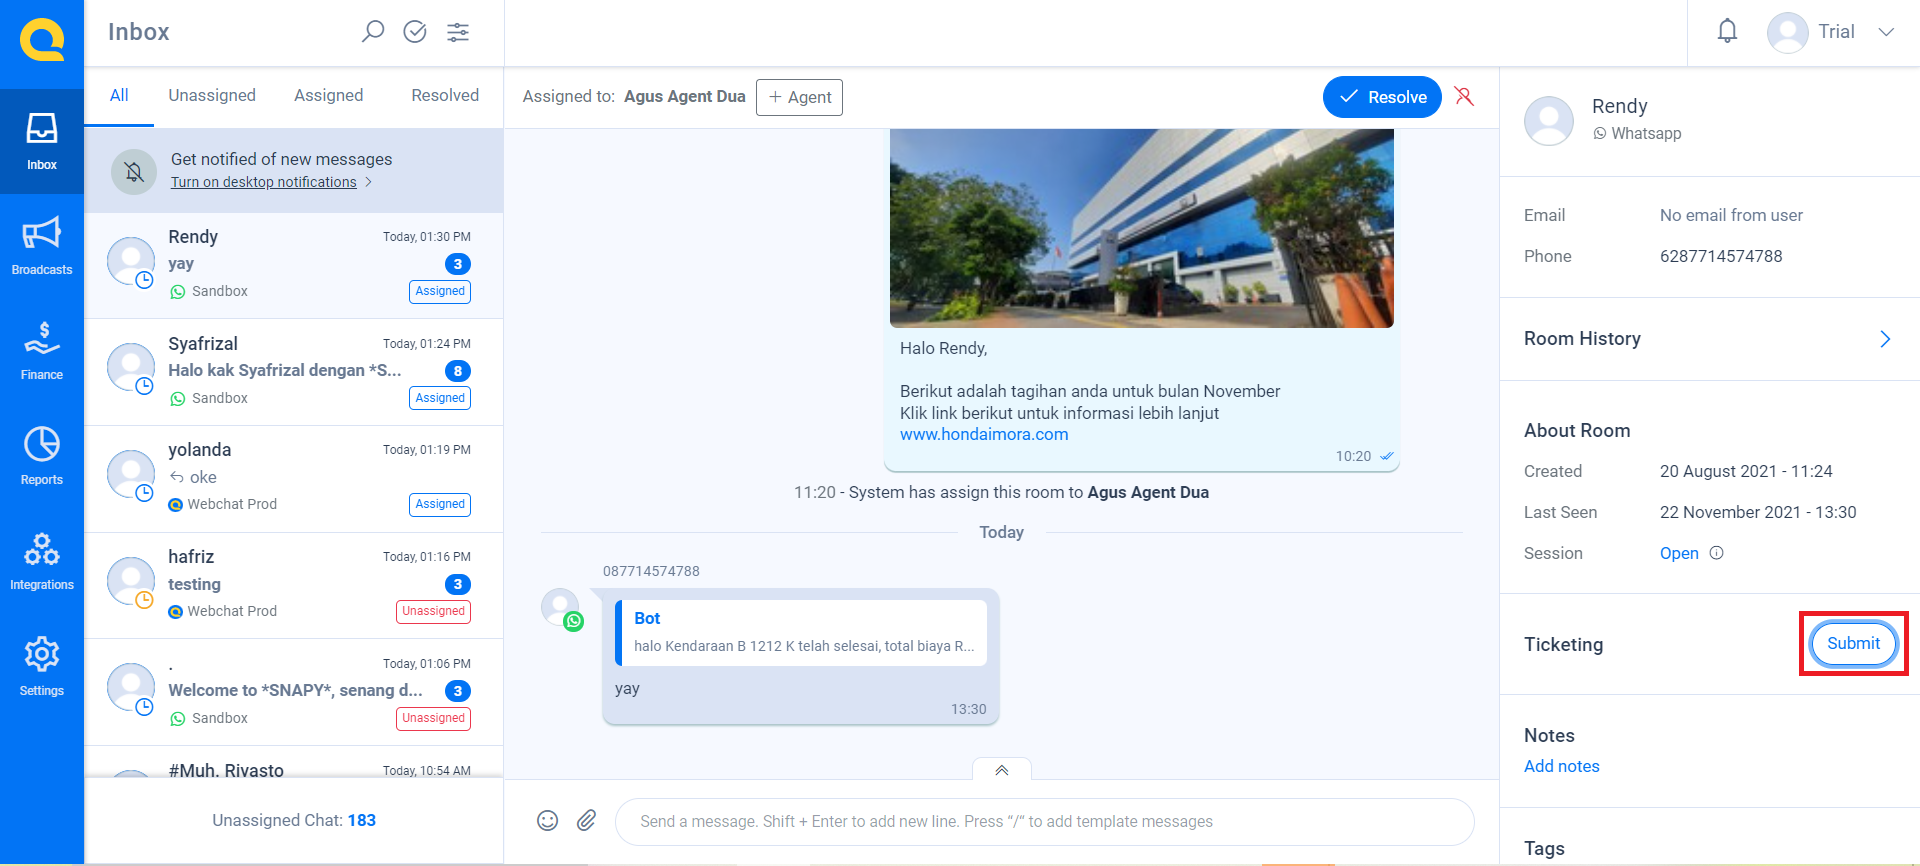 Inbox
Trial
Inbox
Broadcasts
Finance
Reports
Integrations
Settings
All Unassigned Assigned Resolved
Get notified of new messages
Turn on desktop notifications
Rendy Today, 01:30 PM
yay 3
Sandbox Assigned
Syafrizal Today, 01:24 PM
Halo kak Syafrizal dengan *S... 8
Sandbox Assigned
yolanda Today, 01:19 PM
oke
Webchat Prod Assigned
hafriz Today, 01:16 PM
testing 3
Webchat Prod Unassigned
. Today, 01:06 PM
Welcome to *SNAPY*, senang d... 3
Sandbox Unassigned
#Muh. Rivasto Today, 10:54 AM
Unassigned Chat: 183
Assigned to: Agus Agent Dua + Agent Resolve
Halo Rendy,
Berikut adalah tagihan anda untuk bulan November
Klik link berikut untuk informasi lebih lanjut
www.hondaimora.com
10:20
11:20 - System has assign this room to Agus Agent Dua
Today
087714574788
Bot
halo Kendaraan B 1212 K telah selesai, total biaya R...
yay
13:30
Send a message. Shift + Enter to add new line. Press “/“ to add template messages
Rendy
Whatsapp
Email No email from user
Phone 6287714574788
Room History
About Room
Created 20 August 2021 - 11:24
Last Seen 22 November 2021 - 13:30
Session Open
Ticketing Submit
Notes
Add notes
Tags